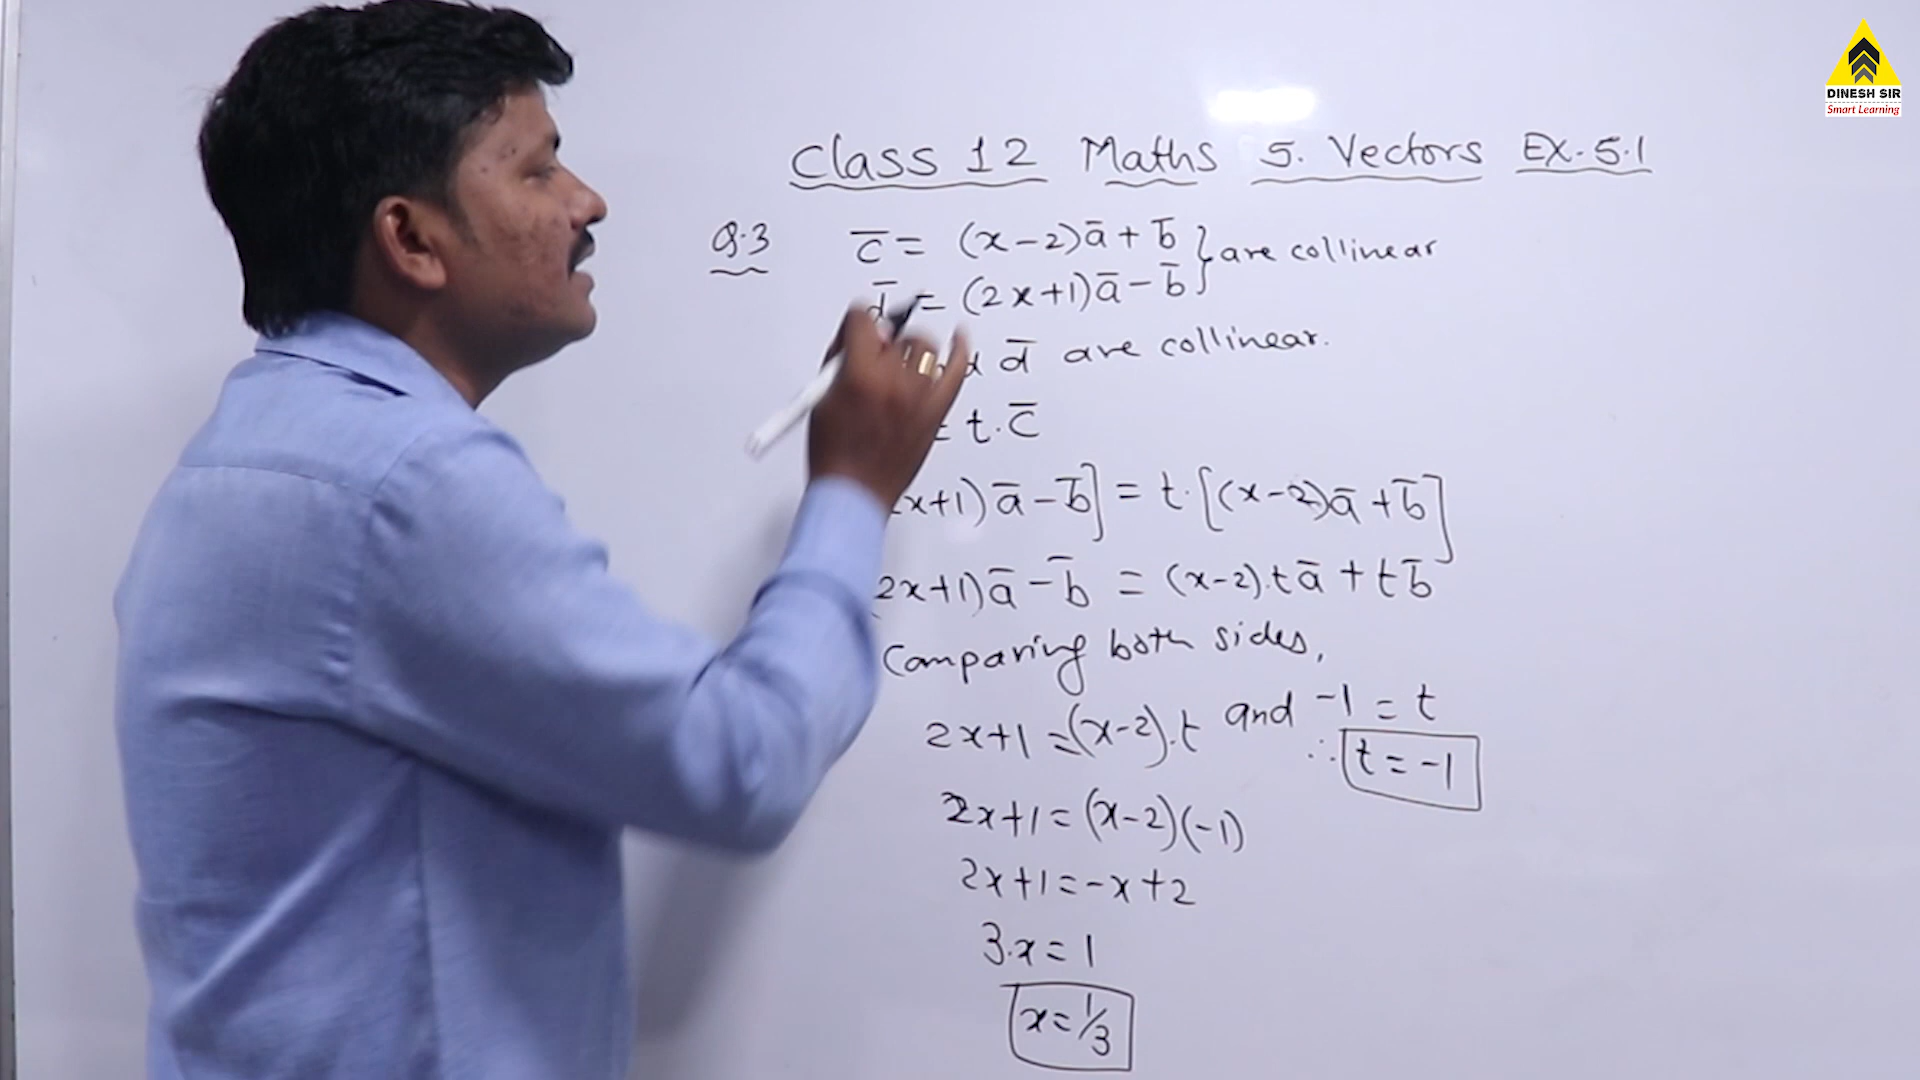 DINESH SIR
Smart Learning
Class 12 Maths 5. Vectors EX.5.1
Q.3 c̄ = (x-2)ā + b̄ } are collinear
d̄ = (2x+1)ā - b̄
d̄ are collinear.
= t.c̄
x+1)ā - b̄] = t.[(x-2)ā + b̄]
2x+1)ā - b̄ = (x-2).tā + tb̄
Comparing both sides,
2x+1 = (x-2).t and -1 = t
∴ t = -1
2x+1 = (x-2)(-1)
2x+1 = -x+2
3.x = 1
x = 1/3